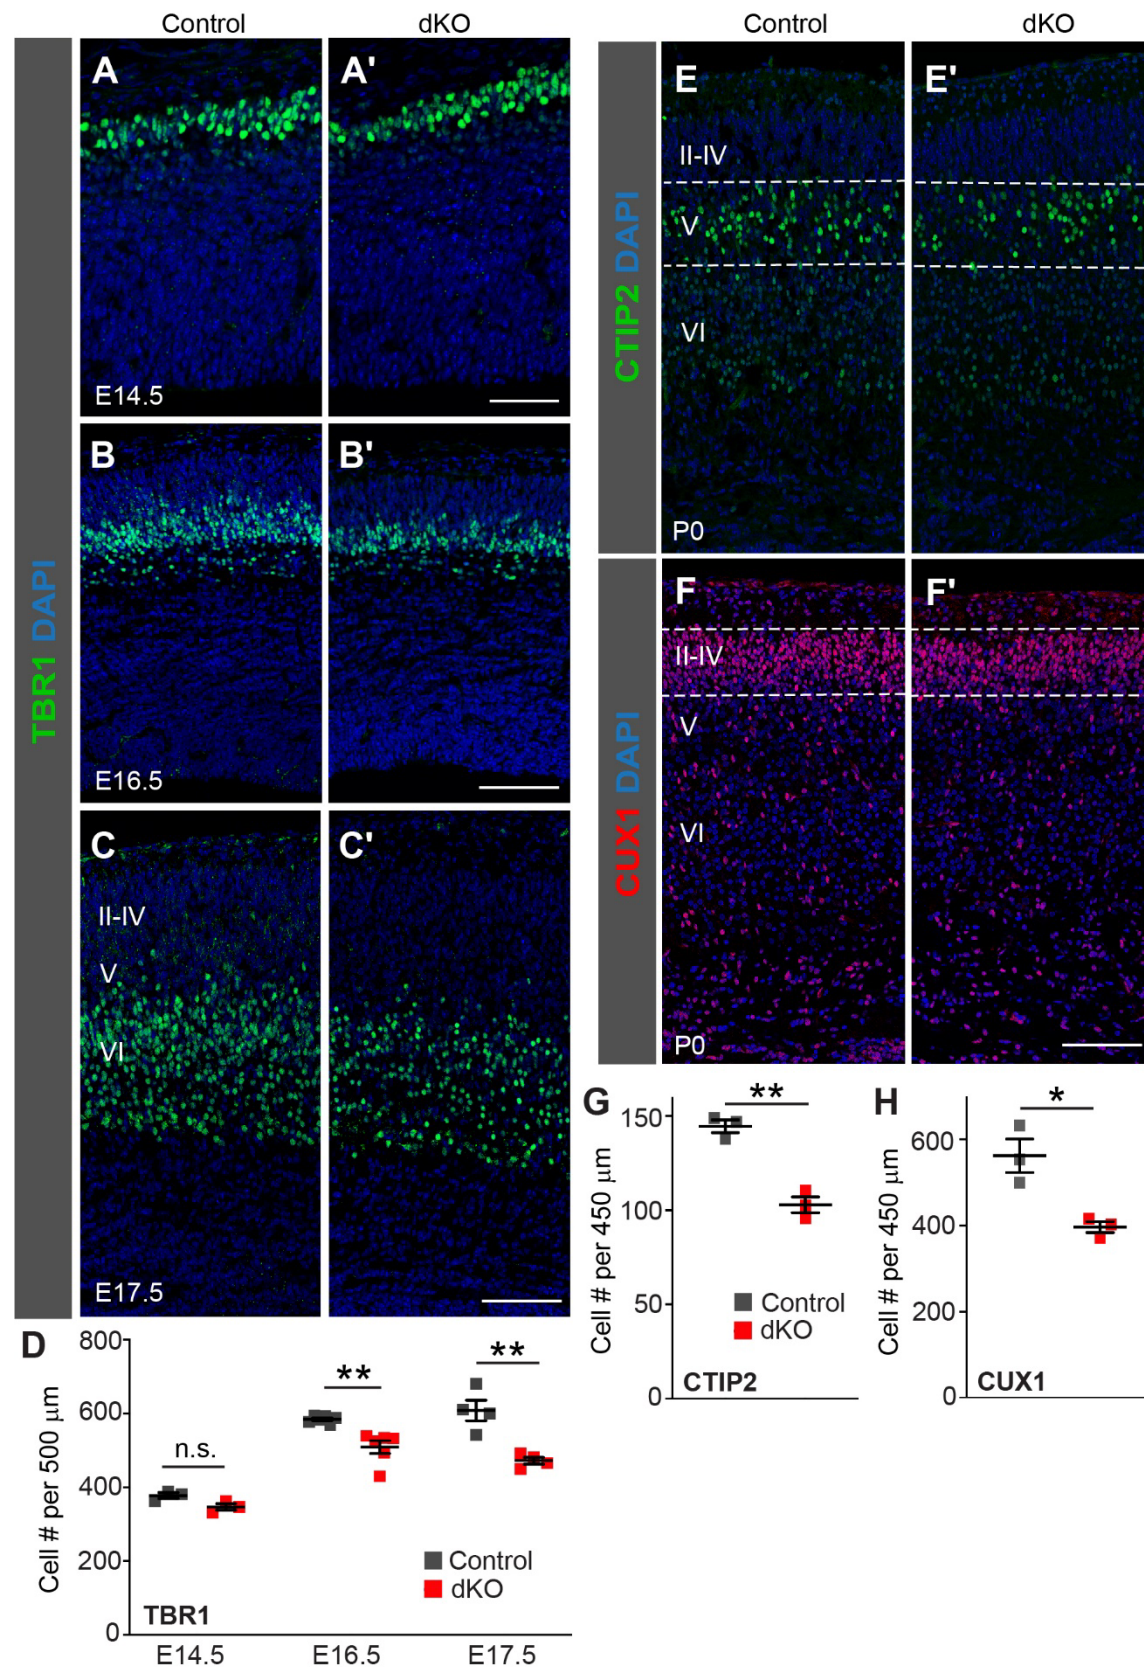 Control dKO
TBR1 DAPI
A A'
E14.5
B B'
E16.5
C C'
II-IV
V
VI
E17.5
D
Cell # per 500 μm
800
600
400
200
0
n.s.
**
**
Control
dKO
TBR1
E14.5 E16.5 E17.5
Control dKO
CTIP2 DAPI
E E'
II-IV
V
VI
P0
CUX1 DAPI
F F'
II-IV
V
VI
P0
G
Cell # per 450 μm
150
100
50
0
**
Control
dKO
CTIP2
H
Cell # per 450 μm
600
400
200
0
*
CUX1